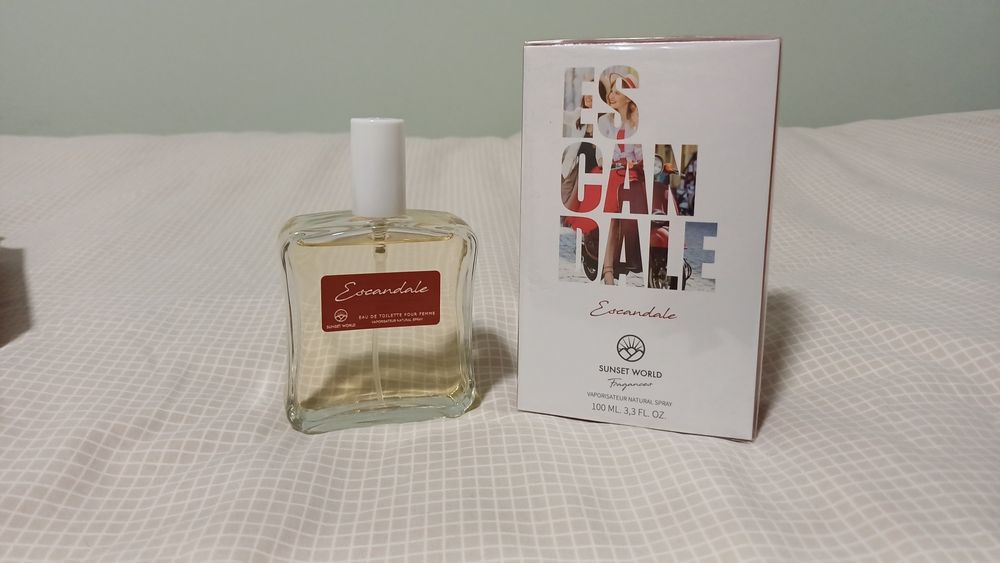 Escandale
EAU DE TOILETTE POUR FEMME
VAPORISATEUR NATURAL SPRAY
SUNSET WORLD
ES
CAN
DALE
Escandale
SUNSET WORLD
Fragances
VAPORISATEUR NATURAL SPRAY
100 ML. 3,3 FL. OZ.